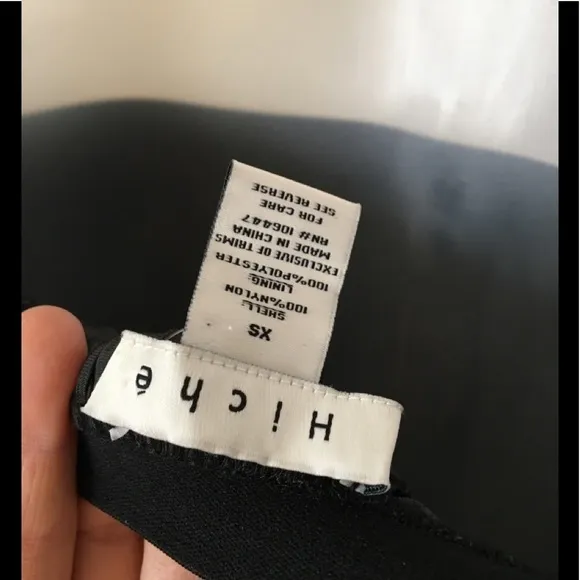 Hiché
XS
SHELL:
100%NYLON
LINING:
100%POLYESTER
EXCLUSIVE OF TRIMS
MADE IN CHINA
RN# 106447
FOR CARE
SEE REVERSE